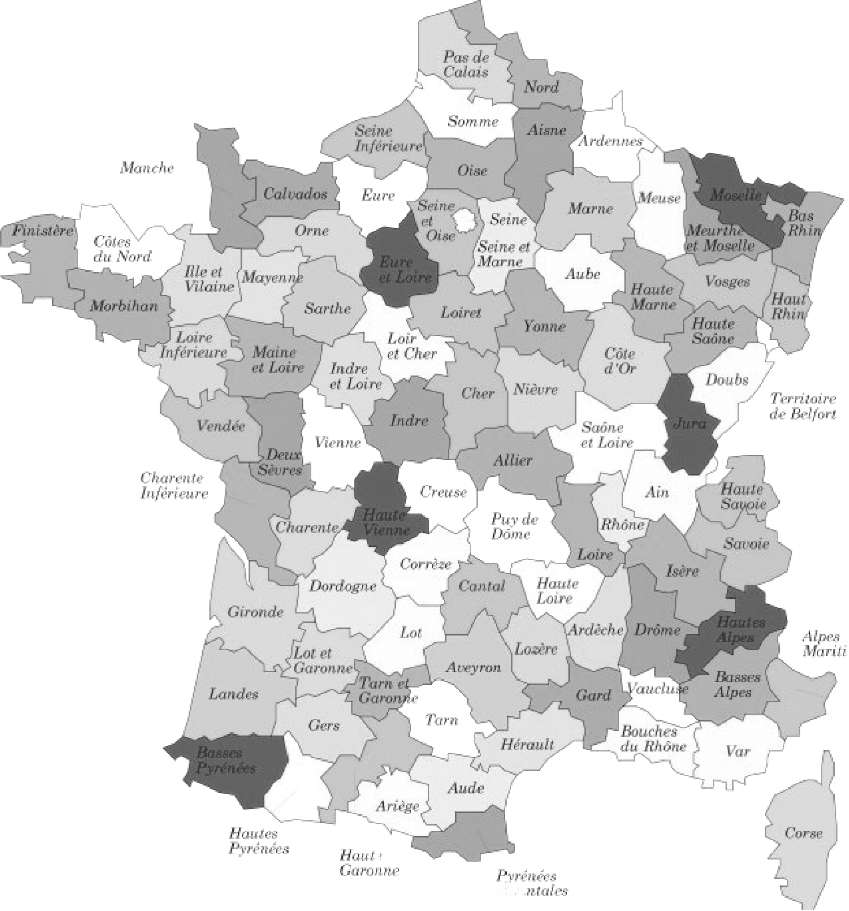 Pas de
Calais
Nord
Somme
Aisne
Seine
Inférieure
Ardennes
Oise
Manche
Calvados
Eure
Seine
et
Oise
Seine
Seine et
Marne
Marne
Meuse
Moselle
Meurthe
et Moselle
Bas
Rhin
Finistère
Côtes
du Nord
Orne
Eure
et Loire
Aube
Ille et
Vilaine
Mayenne
Sarthe
Morbihan
Loiret
Yonne
Haute
Marne
Vosges
Haut
Rhin
Loire
Inférieure
Maine
et Loire
Loir
et Cher
Indre
et Loire
Cher
Nièvre
Côte
d'Or
Haute
Saône
Doubs
Territoire
de Belfort
Vendée
Deux
Sèvres
Vienne
Indre
Saône
et Loire
Jura
Allier
Charente
Inférieure
Charente
Haute
Vienne
Creuse
Puy de
Dôme
Loire
Rhône
Ain
Haute
Savoie
Savoie
Isère
Corrèze
Dordogne
Gironde
Cantal
Haute
Loire
Ardèche
Drôme
Hautes
Alpes
Alpes
Mariti
Lot
Lot et
Garonne
Lozère
Aveyron
Landes
Tarn et
Garonne
Gard
Vaucluse
Basses
Alpes
Gers
Tarn
Hérault
Bouches
du Rhône
Var
Basses
Pyrénées
Aude
Ariège
Hautes
Pyrénées
Haut
Garonne
Pyrénées
ntales
Corse